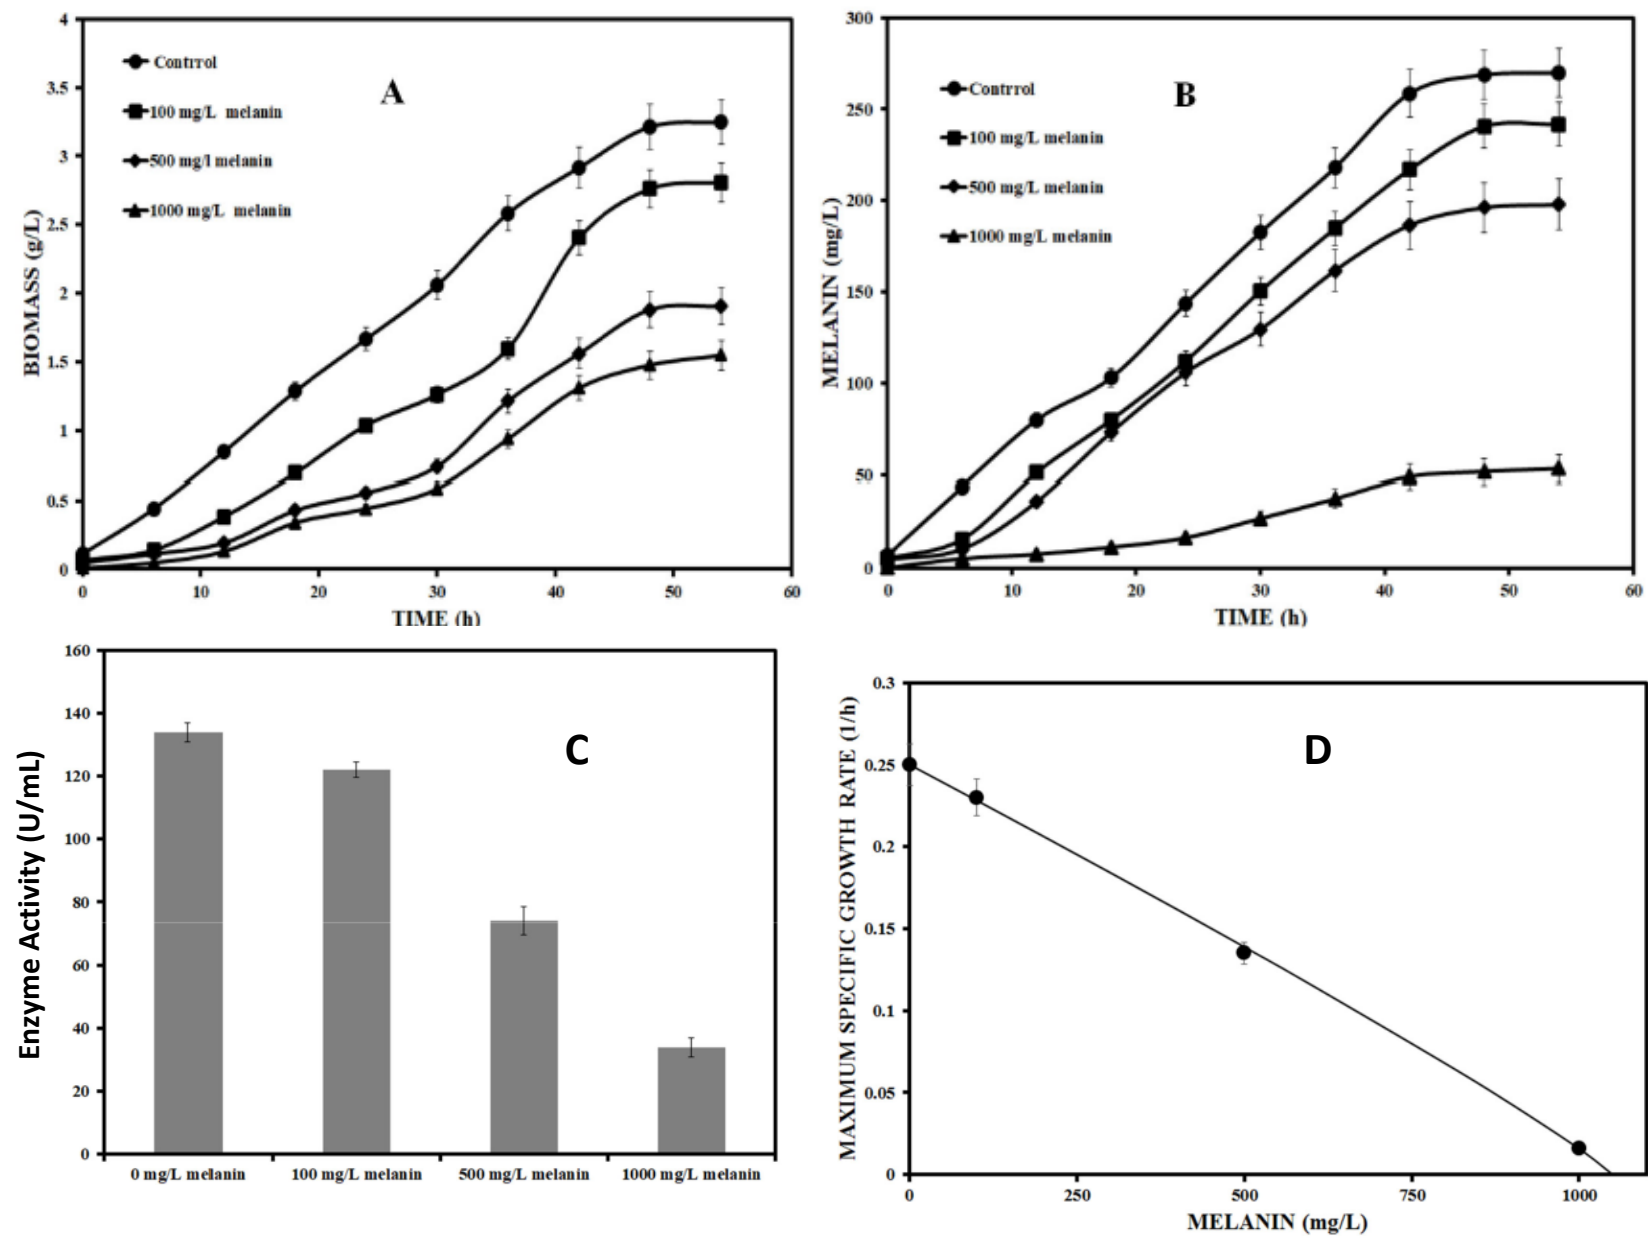 A
Contrrol
100 mg/L melanin
500 mg/l melanin
1000 mg/L melanin
BIOMASS (g/L)
4
3.5
3
2.5
2
1.5
1
0.5
0
0 10 20 30 40 50 60
TIME (h)
B
Contrrol
100 mg/L melanin
500 mg/L melanin
1000 mg/L melanin
MELANIN (mg/L)
300
250
200
150
100
50
0
0 10 20 30 40 50 60
TIME (h)
C
Enzyme Activity (U/mL)
160
140
120
100
80
60
40
20
0
0 mg/L melanin 100 mg/L melanin 500 mg/L melanin 1000 mg/L melanin
D
MAXIMUM SPECIFIC GROWTH RATE (1/h)
0.3
0.25
0.2
0.15
0.1
0.05
0
0 250 500 750 1000
MELANIN (mg/L)